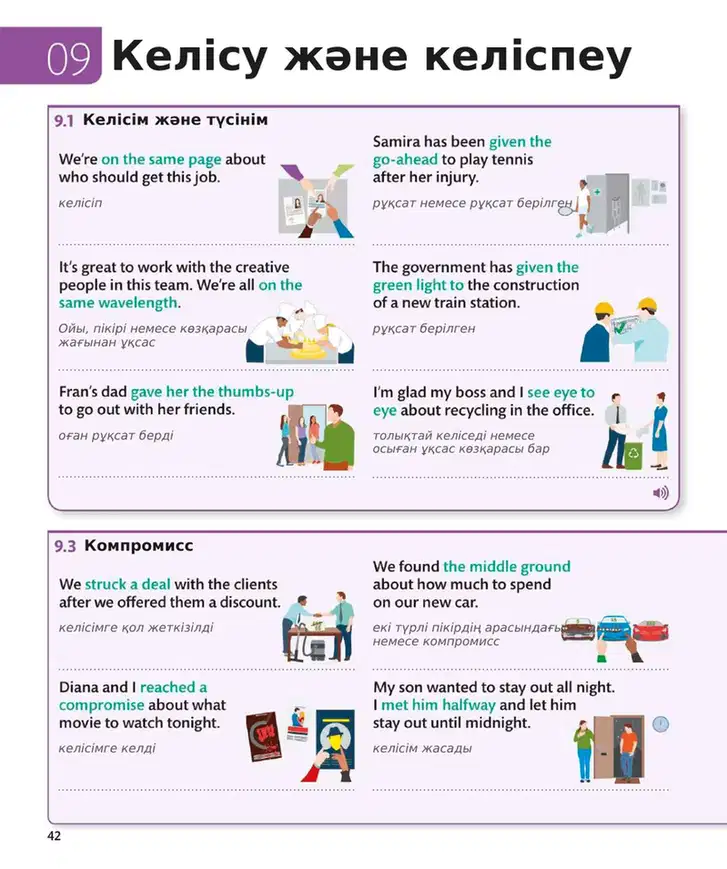 09 Келісу және келіспеу
9.1 Келісім және түсінім
We're on the same page about
who should get this job.
келісіп
Samira has been given the
go-ahead to play tennis
after her injury.
рұқсат немесе рұқсат берілген
It's great to work with the creative
people in this team. We're all on the
same wavelength.
Ойы, пікірі немесе көзқарасы
жағынан ұқсас
The government has given the
green light to the construction
of a new train station.
рұқсат берілген
Fran's dad gave her the thumbs-up
to go out with her friends.
оған рұқсат берді
I'm glad my boss and I see eye to
eye about recycling in the office.
толықтай келіседі немесе
осыған ұқсас көзқарасы бар
9.3 Компромисс
We struck a deal with the clients
after we offered them a discount.
келісімге қол жеткізілді
We found the middle ground
about how much to spend
on our new car.
екі түрлі пікірдің арасындағы
немесе компромисс
Diana and I reached a
compromise about what
movie to watch tonight.
келісімге келді
My son wanted to stay out all night.
I met him halfway and let him
stay out until midnight.
келісім жасады
42